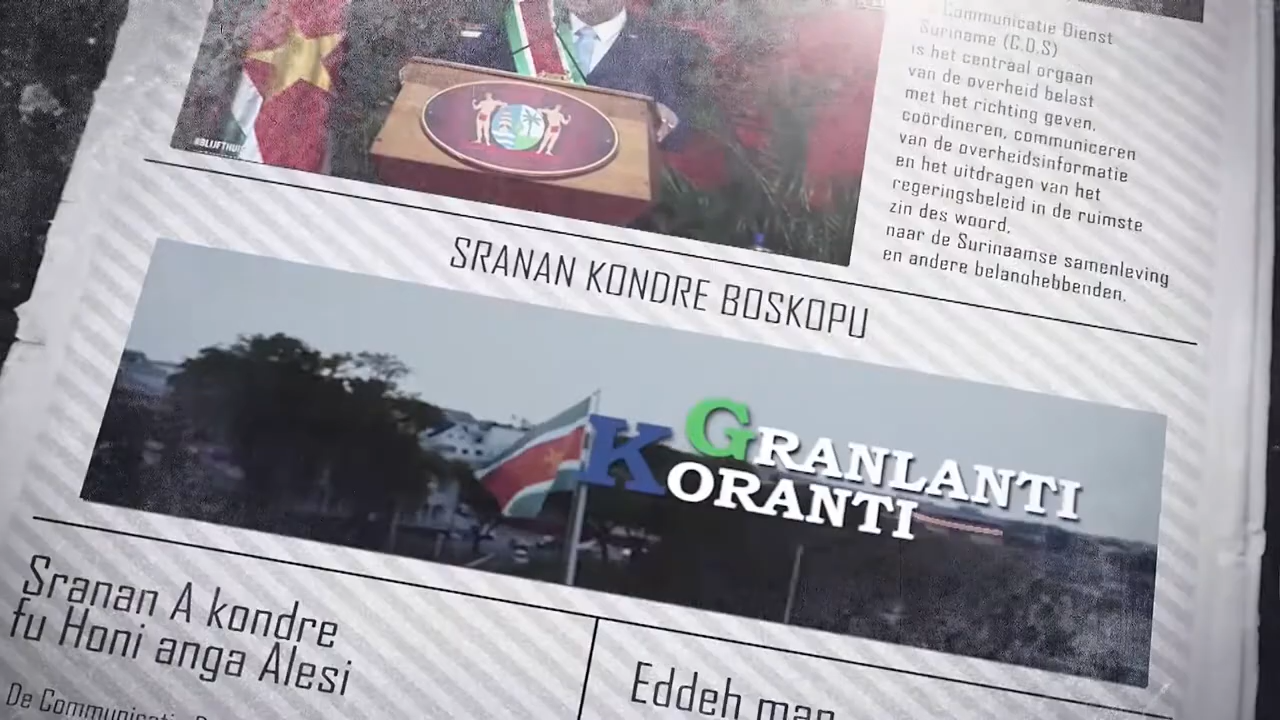 Communicatie Dienst
Suriname (C.D.S)
is het centraal orgaan
van de overheid belast
met het richting geven,
coördineren, communiceren
van de overheidsinformatie
en het uitdragen van het
regeringsbeleid in de ruimste
zin des woord,
naar de Surinaamse samenleving
en andere belanghebbenden.
SRANAN KONDRE BOSKOPU
GRANLANTI
KORANTI
Sranan A kondre
fu Honi anga Alesi
Eddeh man
De